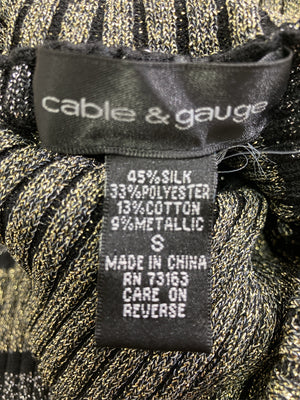 cable & gauge
45%SILK
33%POLYESTER
13%COTTON
9%METALLIC
S
MADE IN CHINA
RN 73163
CARE ON
REVERSE